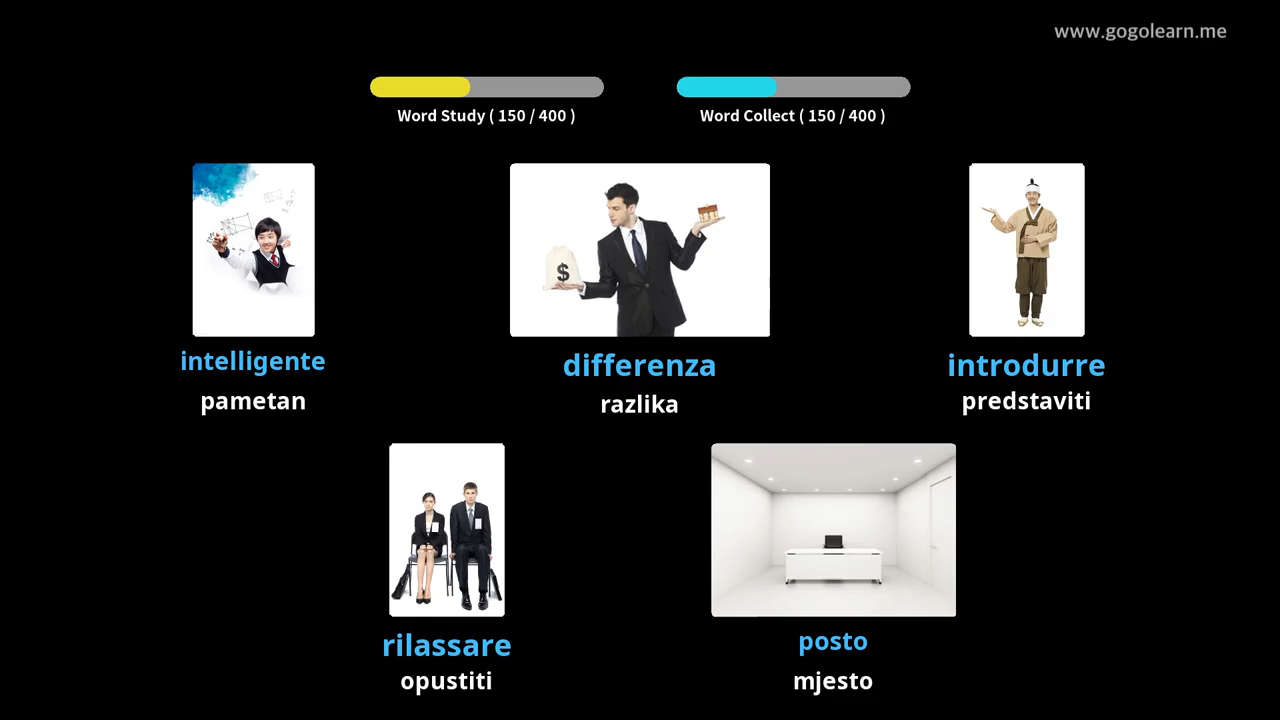 www.gogolearn.me
Word Study ( 150 / 400 )
Word Collect ( 150 / 400 )
intelligente
pametan
differenza
razlika
introdurre
predstaviti
$
rilassare
opustiti
posto
mjesto